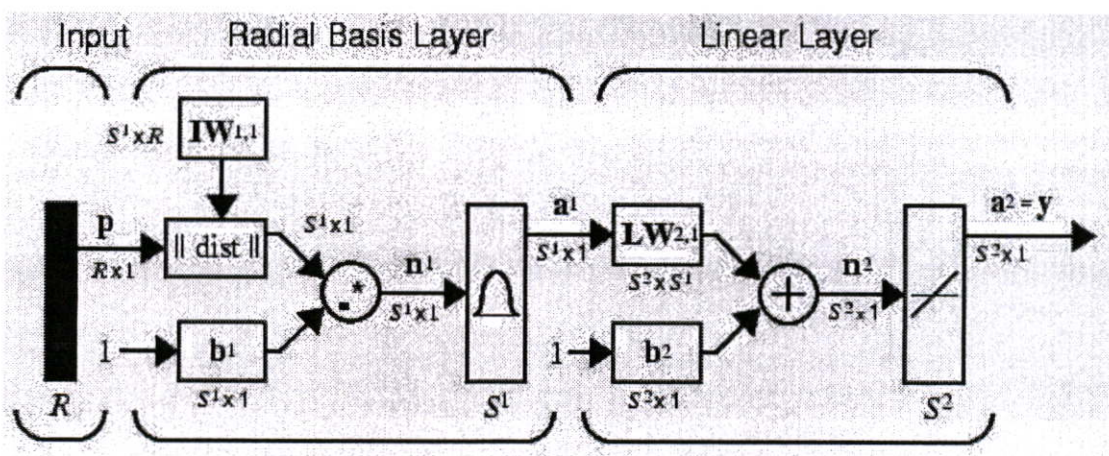 Input Radial Basis Layer Linear Layer
S¹xR IW1,1
p a¹ a² = y
|| dist || S¹x1 LW2,1
Rx1 n¹ S¹x1 S²xS¹ n² S²x1
-* S¹x1 + S²x1
1 b¹ 1 b²
S¹x1 S²x1
R S¹ S²